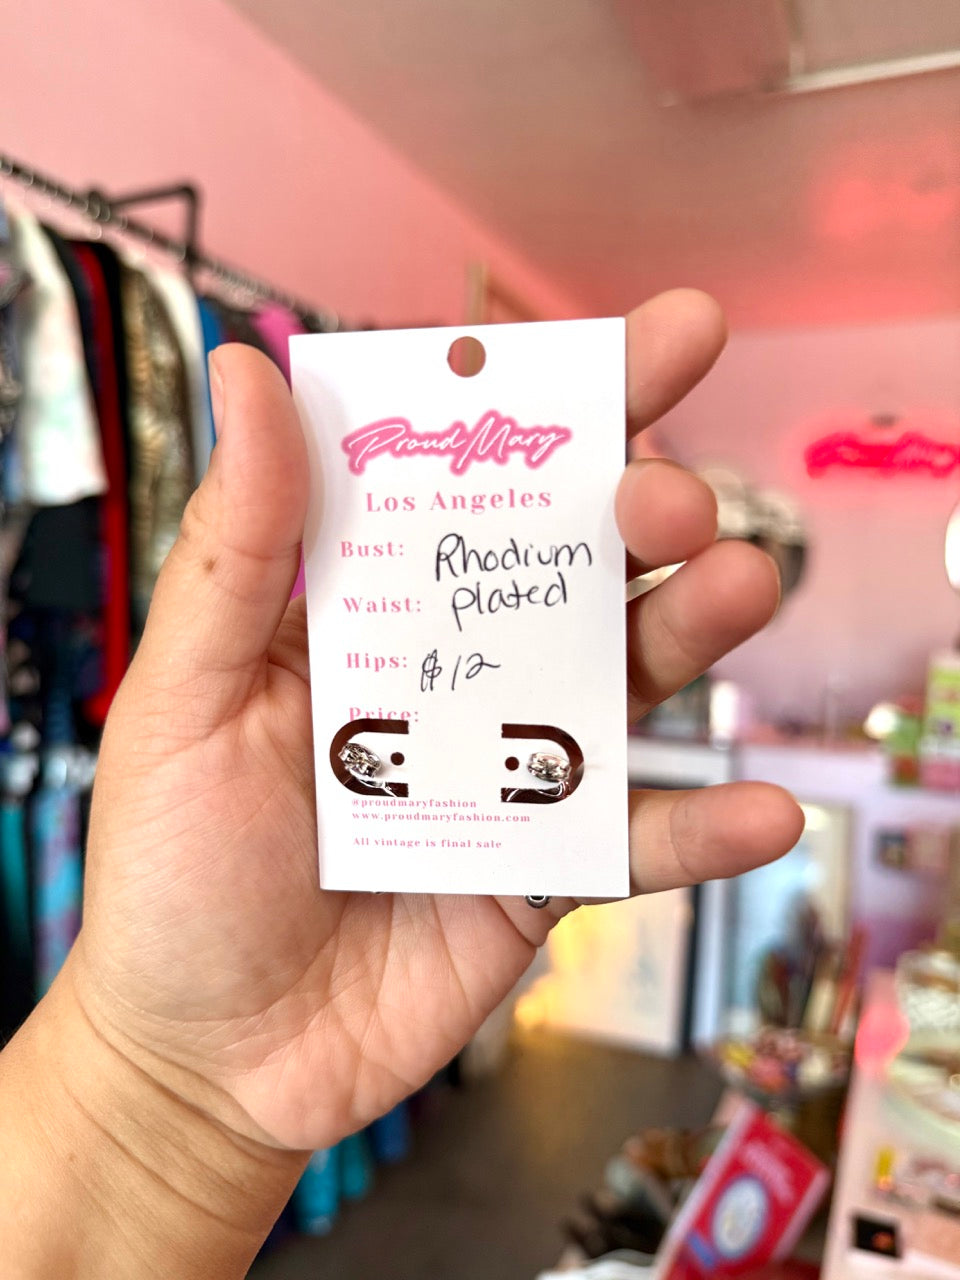 Proud Mary
Los Angeles
Bust: Rhodium
Waist: plated
Hips: $12
Price:
@proudmaryfashion
www.proudmaryfashion.com
All vintage is final sale